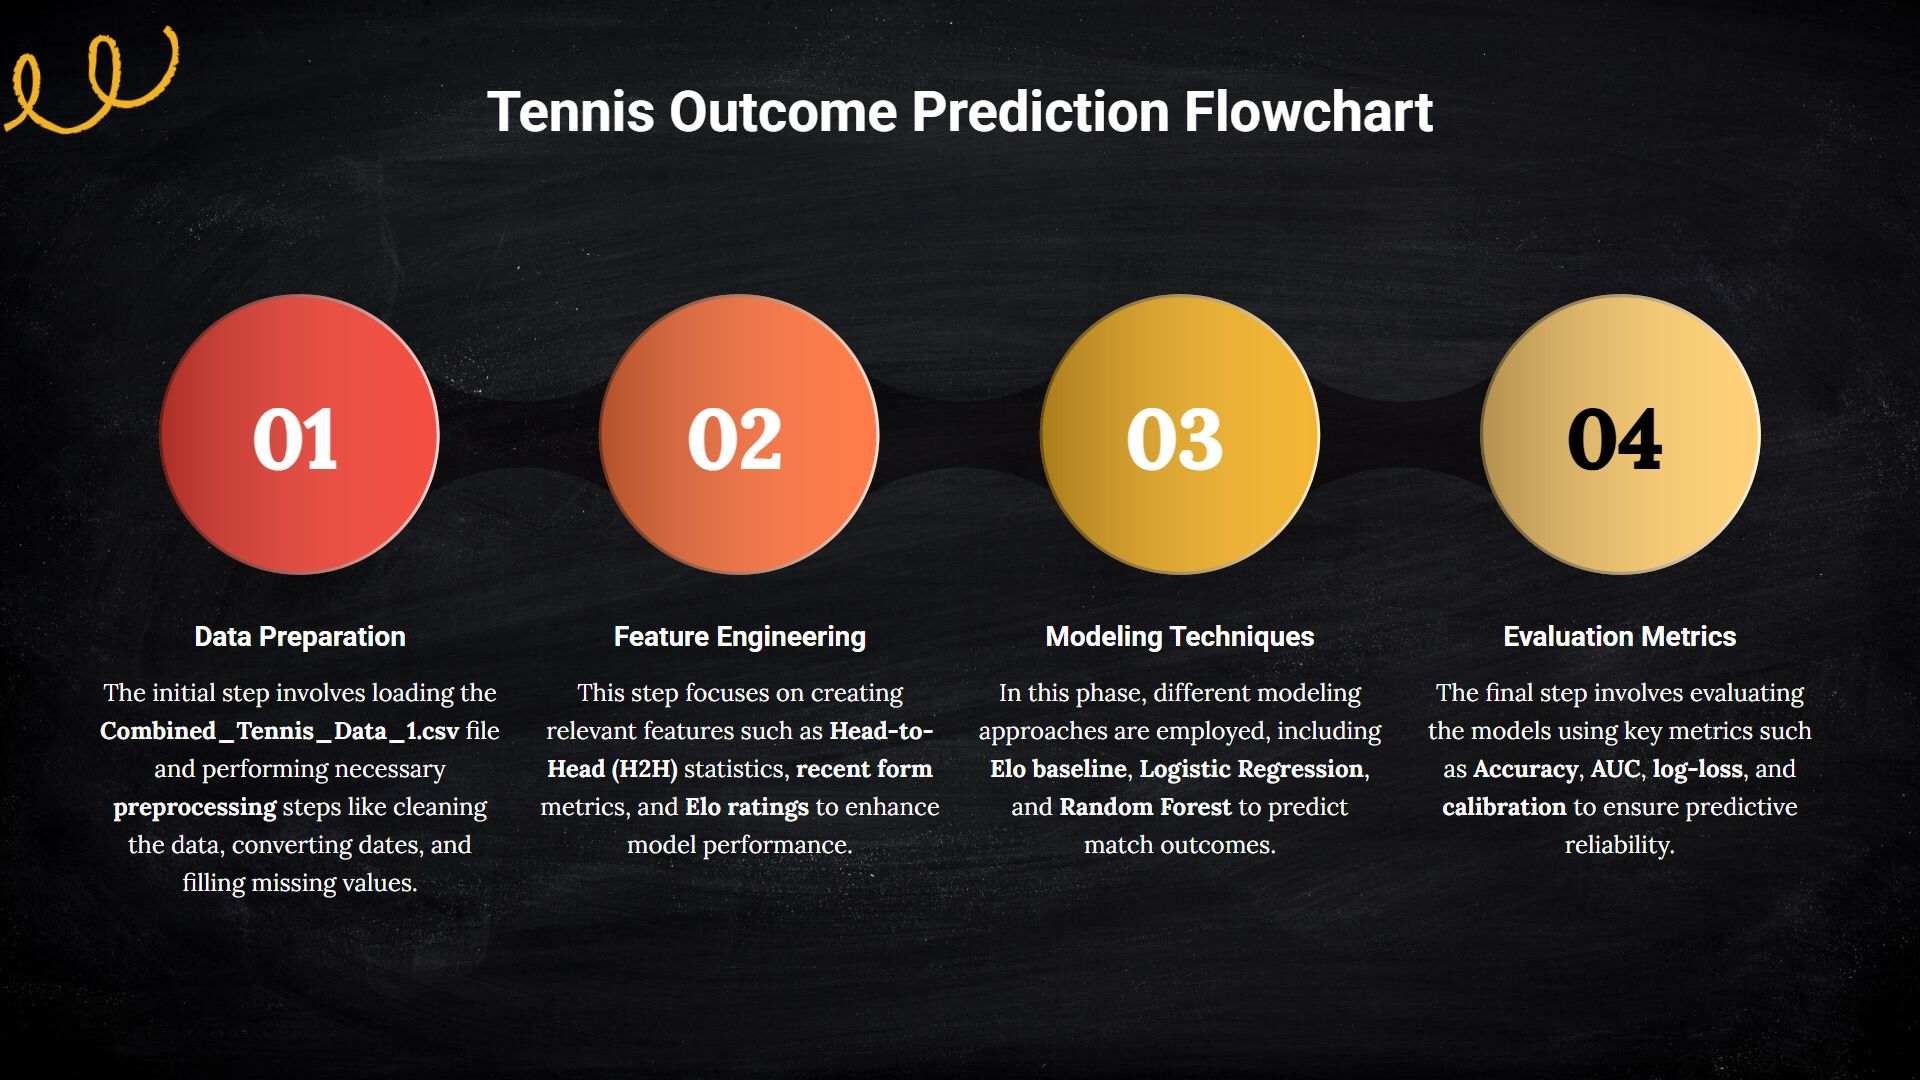 Tennis Outcome Prediction Flowchart
01
02
03
04
Data Preparation
The initial step involves loading the
Combined_Tennis_Data_1.csv file
and performing necessary
preprocessing steps like cleaning
the data, converting dates, and
filling missing values.
Feature Engineering
This step focuses on creating
relevant features such as Head-to-
Head (H2H) statistics, recent form
metrics, and Elo ratings to enhance
model performance.
Modeling Techniques
In this phase, different modeling
approaches are employed, including
Elo baseline, Logistic Regression,
and Random Forest to predict
match outcomes.
Evaluation Metrics
The final step involves evaluating
the models using key metrics such
as Accuracy, AUC, log-loss, and
calibration to ensure predictive
reliability.